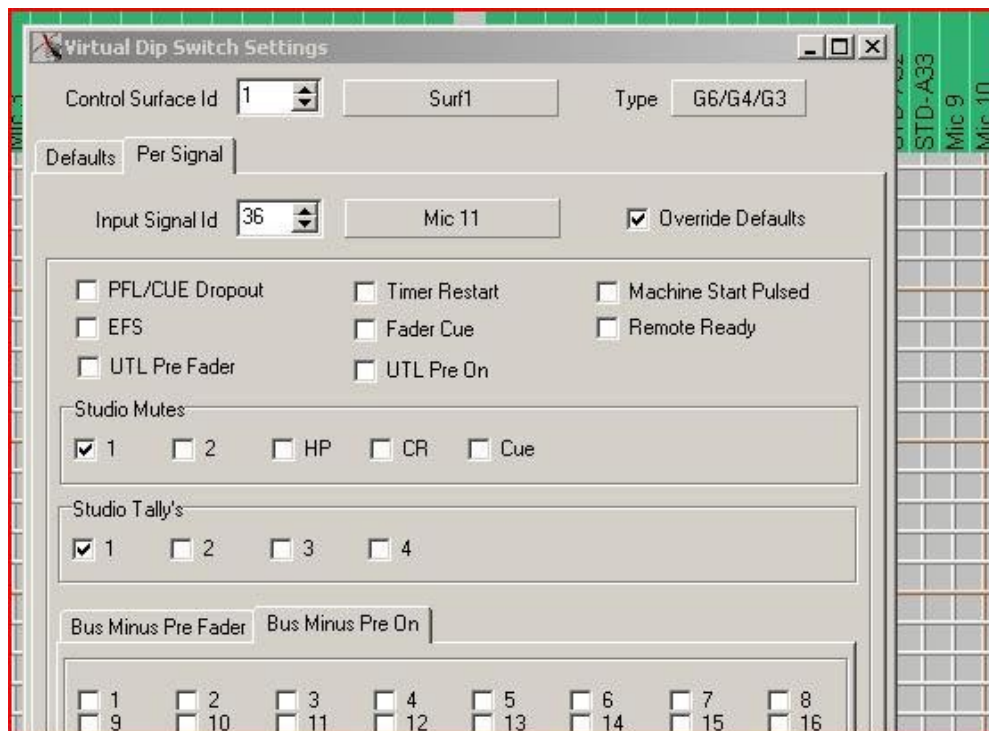 Virtual Dip Switch Settings
Control Surface Id 1 Surf1 Type G6/G4/G3
STD-A33
Mic 9
Mic 10
Defaults Per Signal
Input Signal Id 36 Mic 11 Override Defaults
PFL/CUE Dropout Timer Restart Machine Start Pulsed
EFS Fader Cue Remote Ready
UTL Pre Fader UTL Pre On
Studio Mutes
1 2 HP CR Cue
Studio Tally's
1 2 3 4
Bus Minus Pre Fader Bus Minus Pre On
1 2 3 4 5 6 7 8
9 10 11 12 13 14 15 16